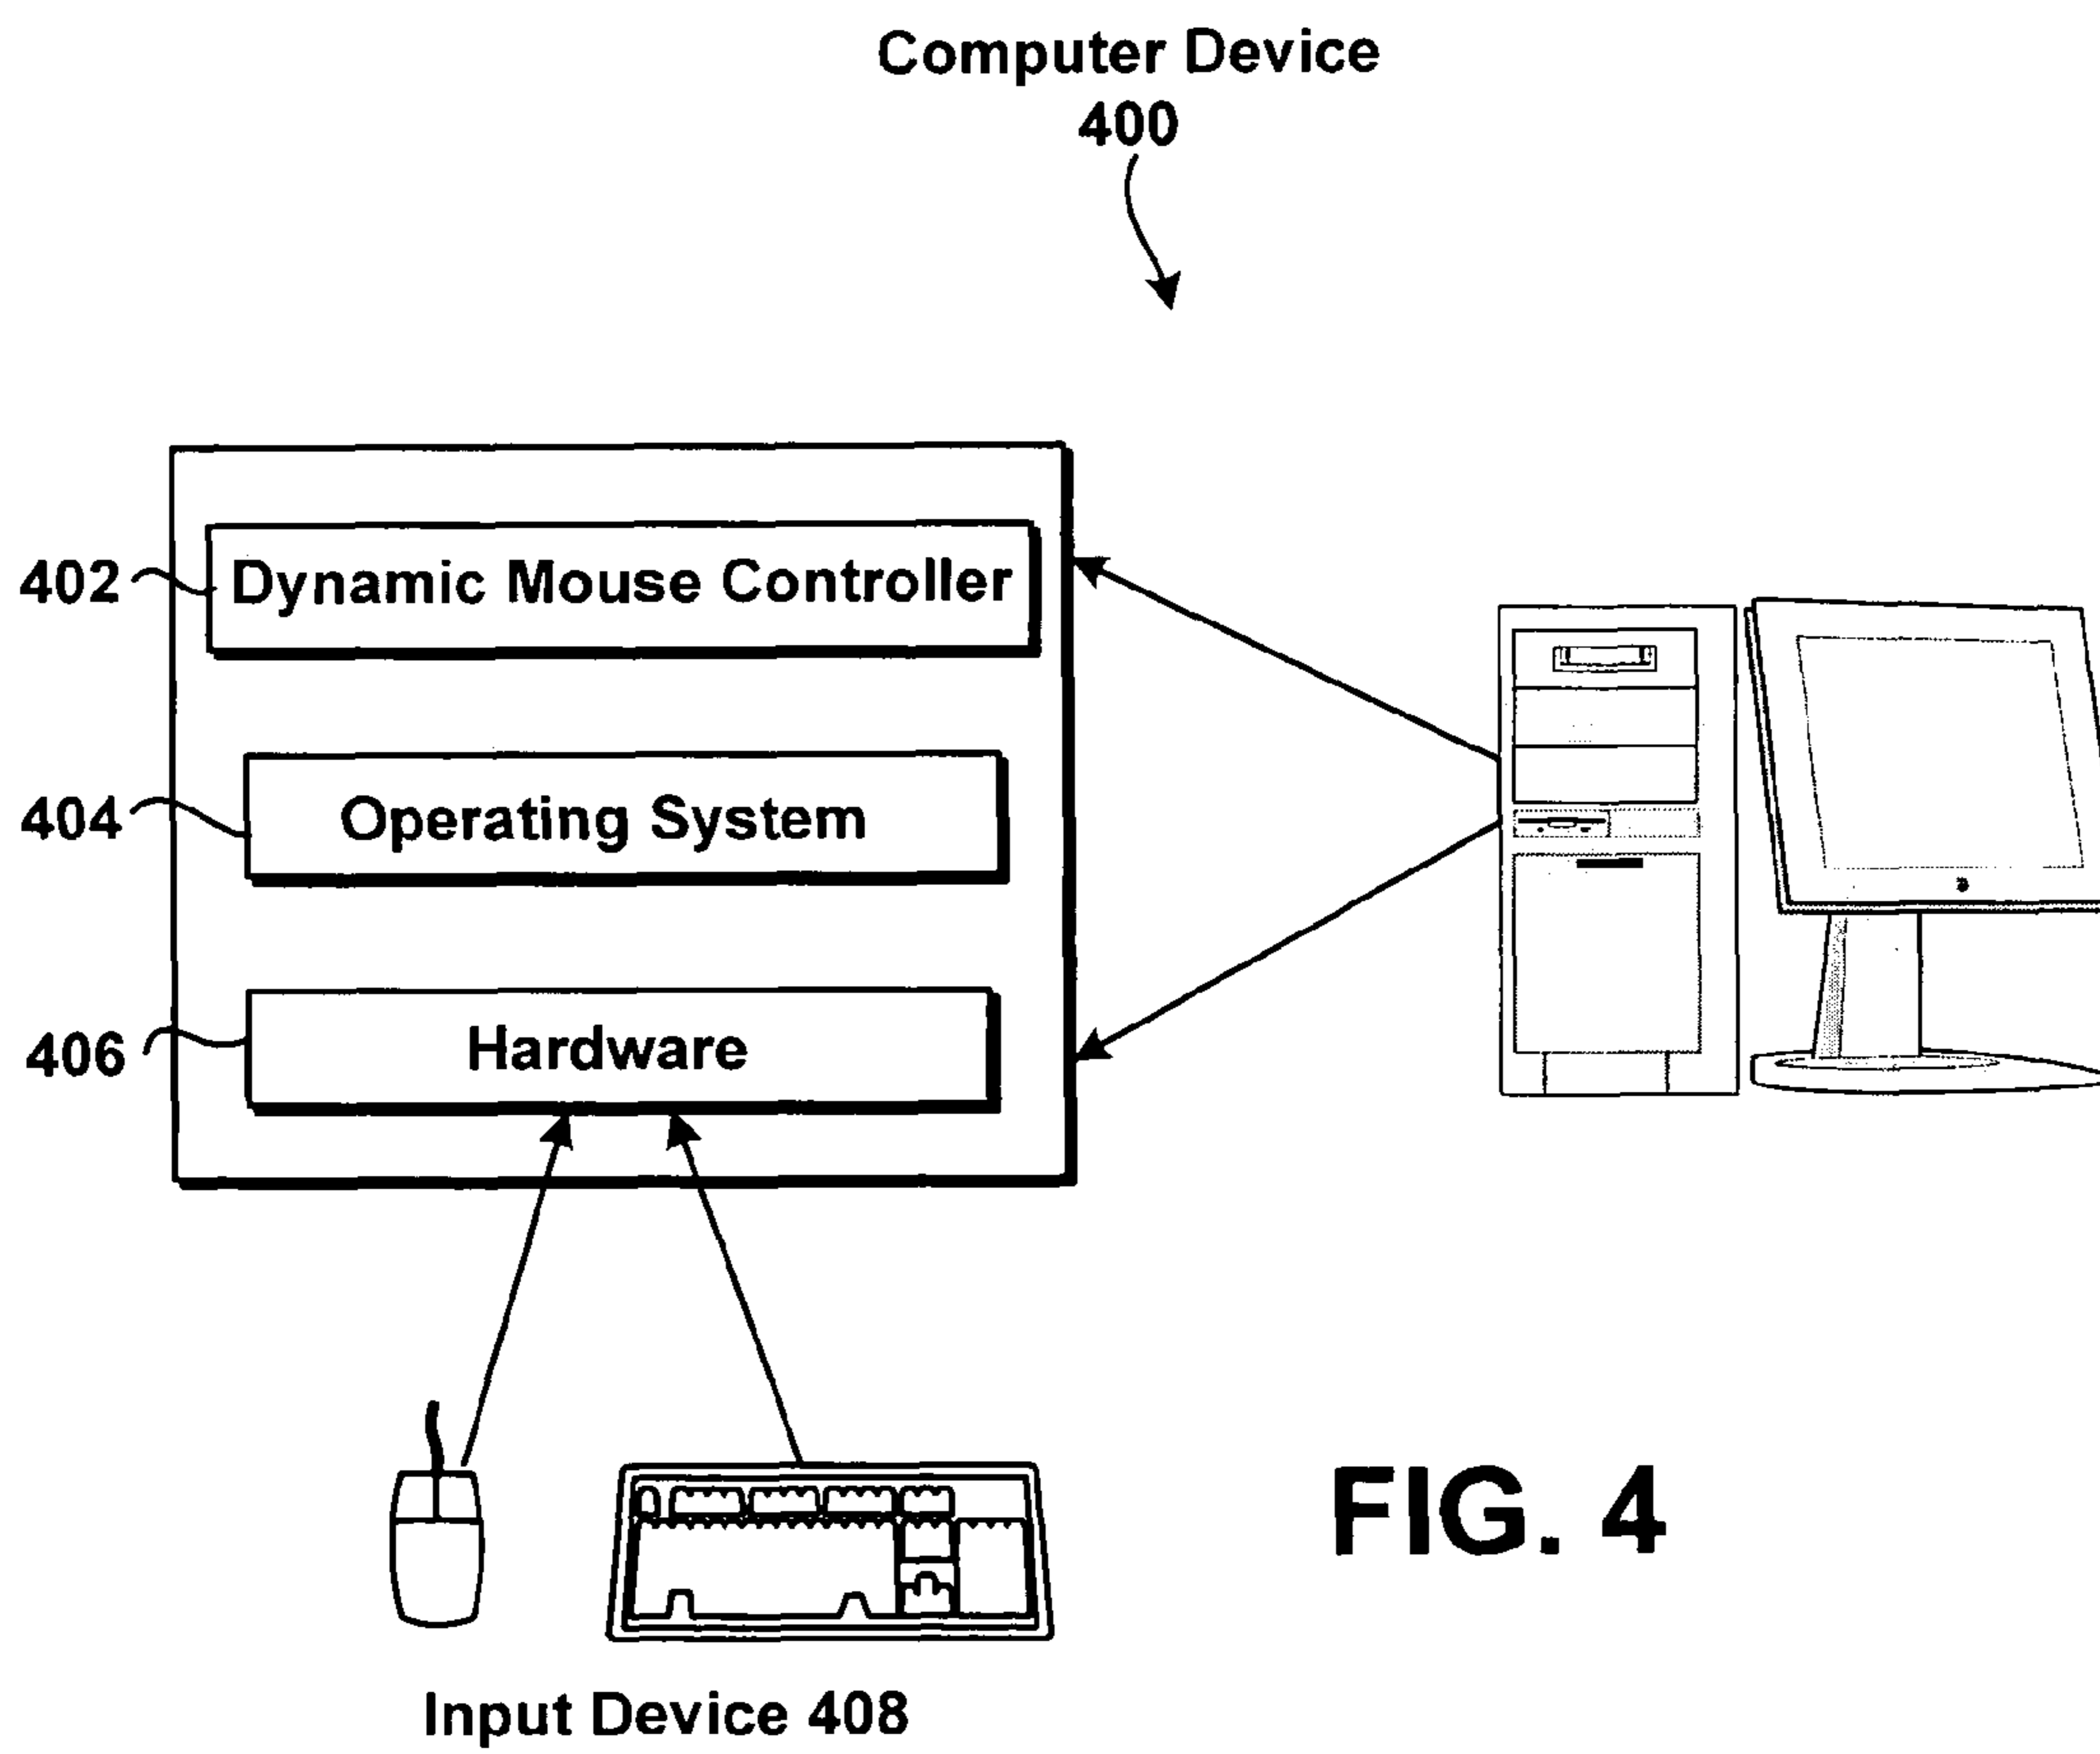 Computer Device
400
402
Dynamic Mouse Controller
404
Operating System
406
Hardware
Input Device 408
FIG. 4